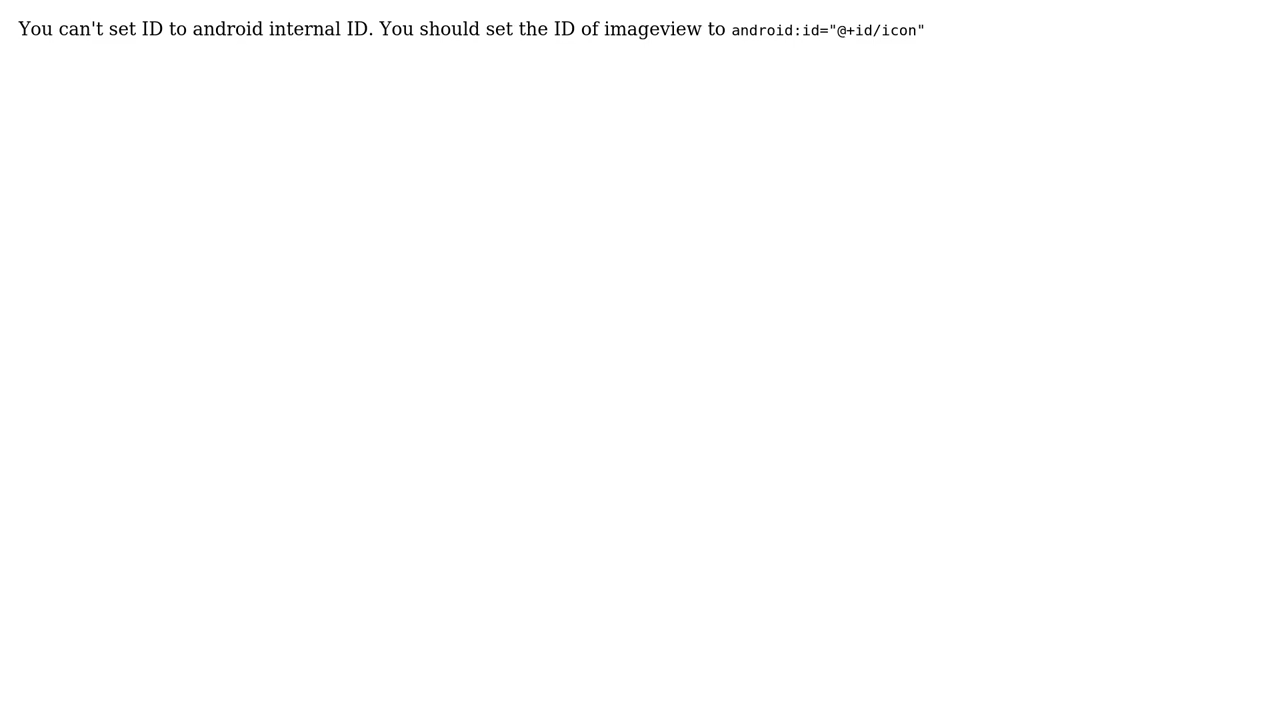 You can't set ID to android internal ID. You should set the ID of imageview to android:id="@+id/icon"